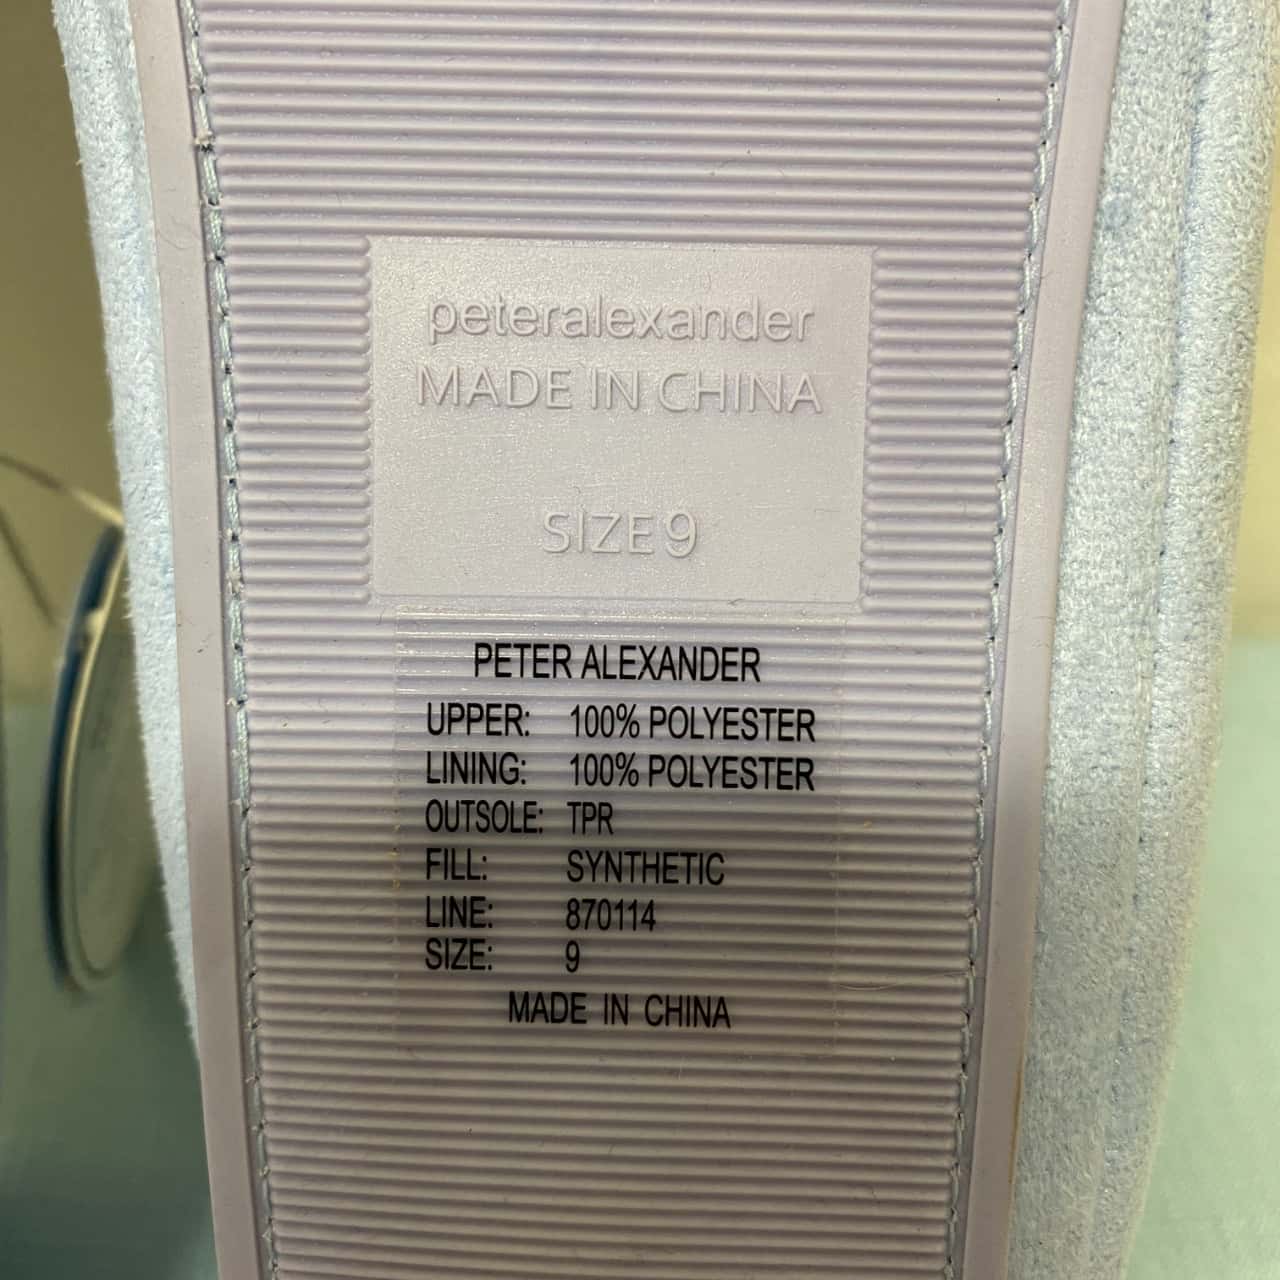 peteralexander
MADE IN CHINA
SIZE 9
PETER ALEXANDER
UPPER: 100% POLYESTER
LINING: 100% POLYESTER
OUTSOLE: TPR
FILL: SYNTHETIC
LINE: 870114
SIZE: 9
MADE IN CHINA